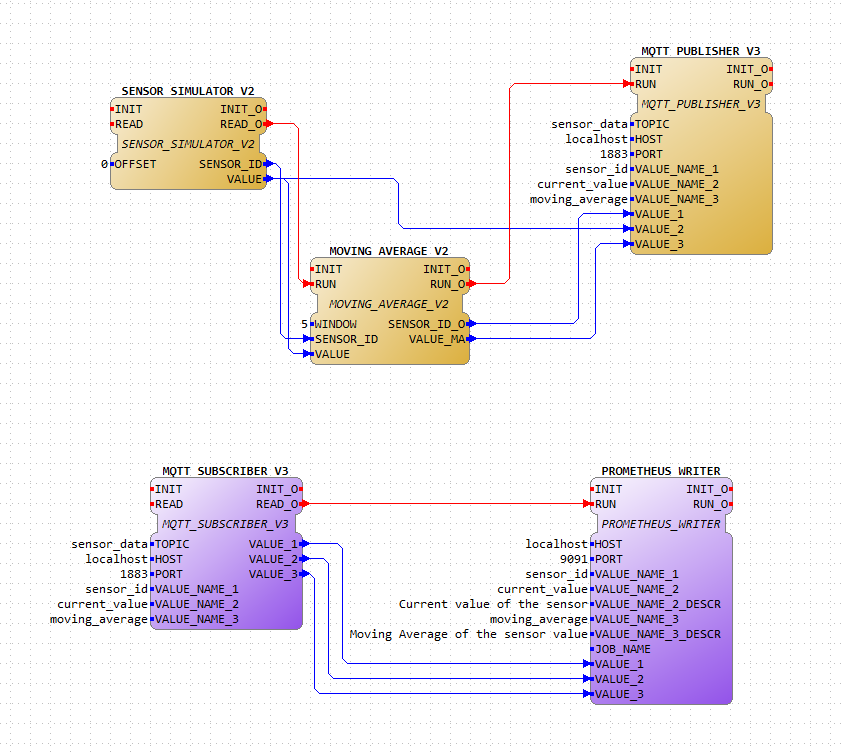 MQTT PUBLISHER V3
INIT INIT_O
RUN RUN_O
MQTT_PUBLISHER_V3
sensor_data TOPIC
localhost HOST
1883 PORT
sensor_id VALUE_NAME_1
current_value VALUE_NAME_2
moving_average VALUE_NAME_3
VALUE_1
VALUE_2
VALUE_3
SENSOR SIMULATOR V2
INIT INIT_O
READ READ_O
SENSOR_SIMULATOR_V2
0 OFFSET SENSOR_ID
VALUE
MOVING AVERAGE V2
INIT INIT_O
RUN RUN_O
MOVING_AVERAGE_V2
5 WINDOW SENSOR_ID_O
SENSOR_ID VALUE_MA
VALUE
MQTT SUBSCRIBER V3
INIT INIT_O
READ READ_O
MQTT_SUBSCRIBER_V3
sensor_data TOPIC VALUE_1
localhost HOST VALUE_2
1883 PORT VALUE_3
sensor_id VALUE_NAME_1
current_value VALUE_NAME_2
moving_average VALUE_NAME_3
PROMETHEUS WRITER
INIT INIT_O
RUN RUN_O
PROMETHEUS_WRITER
localhost HOST
9091 PORT
sensor_id VALUE_NAME_1
current_value VALUE_NAME_2
Current value of the sensor VALUE_NAME_2_DESCR
moving_average VALUE_NAME_3
Moving Average of the sensor value VALUE_NAME_3_DESCR
JOB_NAME
VALUE_1
VALUE_2
VALUE_3